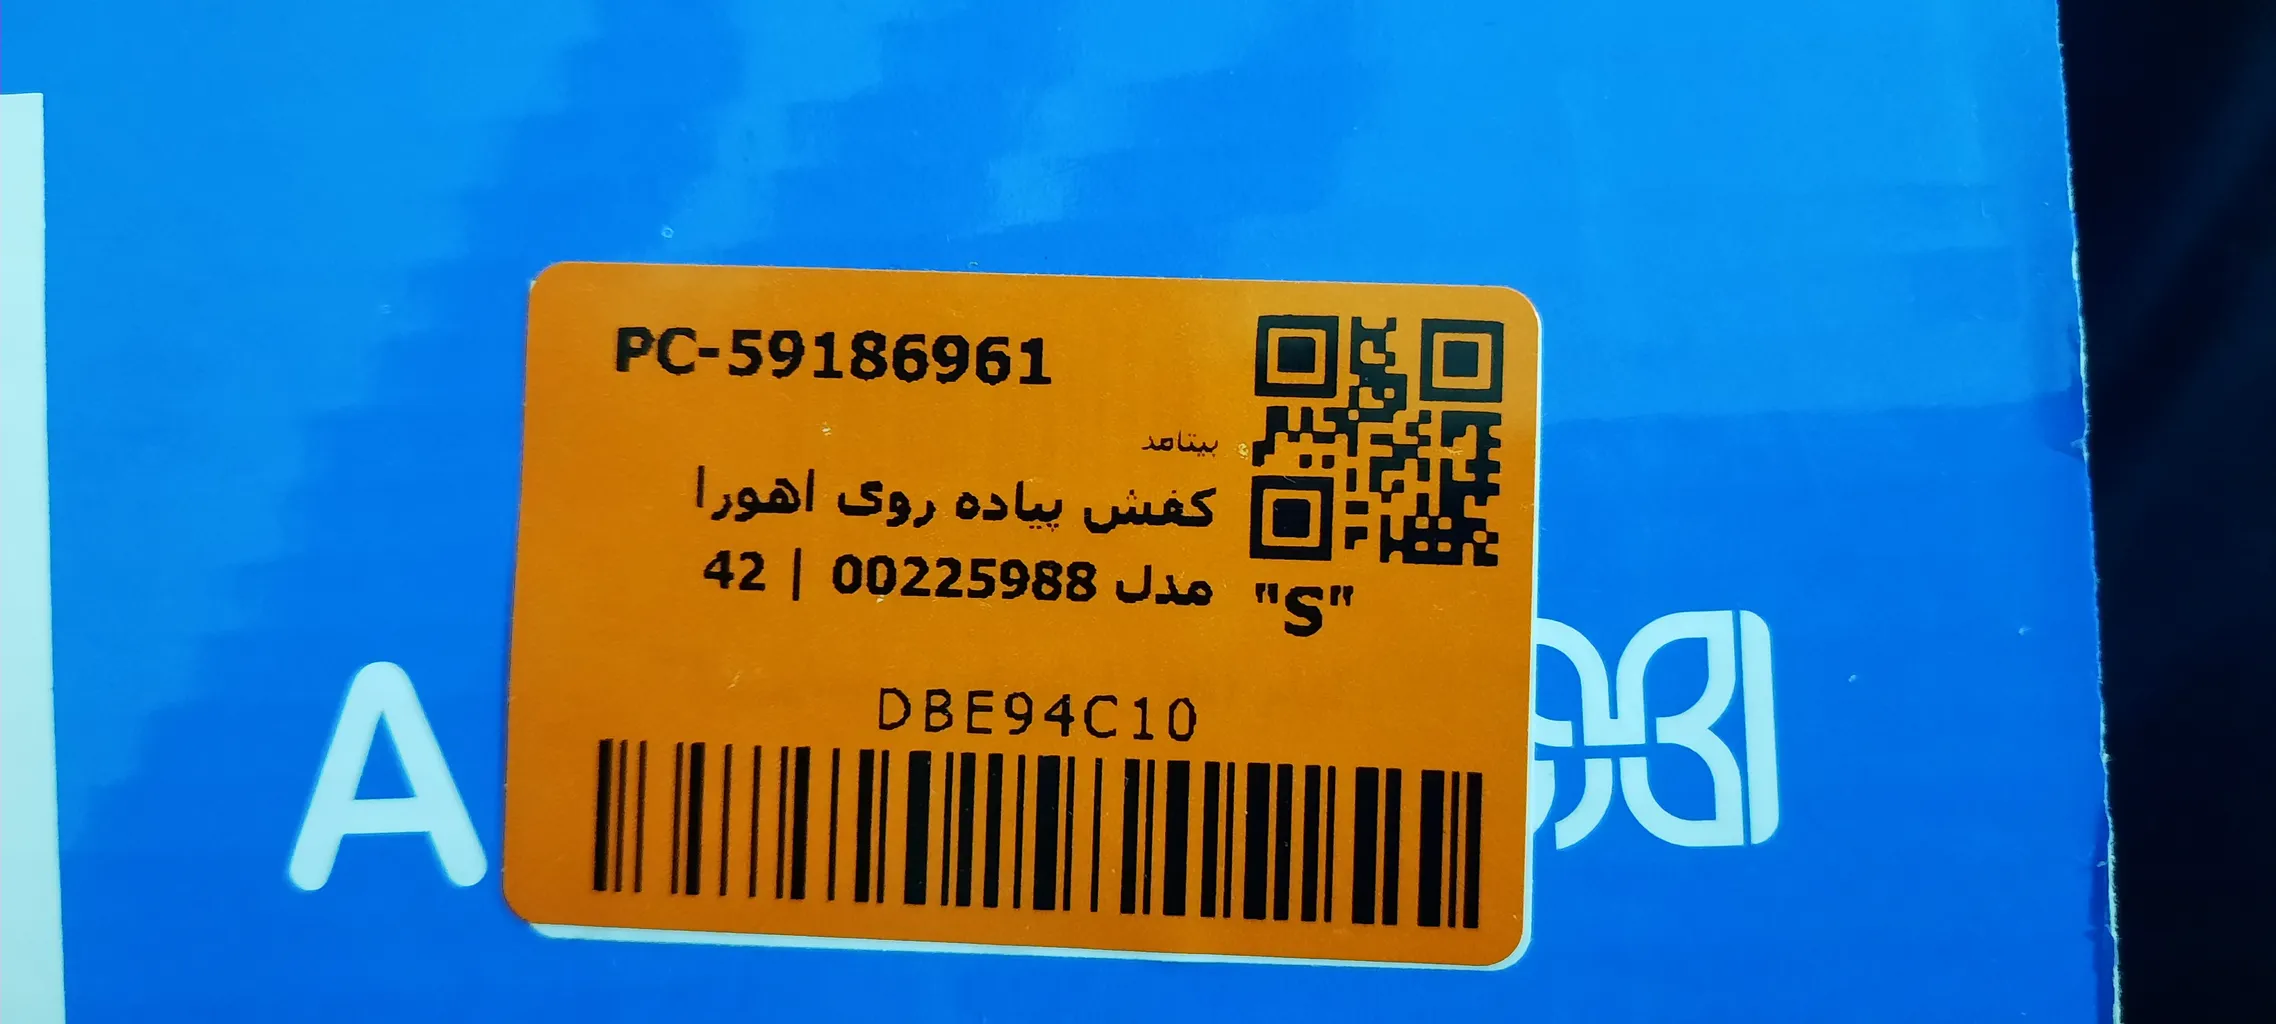 PC-59186961
بیتامد
کفش پیاده روی اهورا
مدل 00225988 | 42
"S"
DBE94C10
A